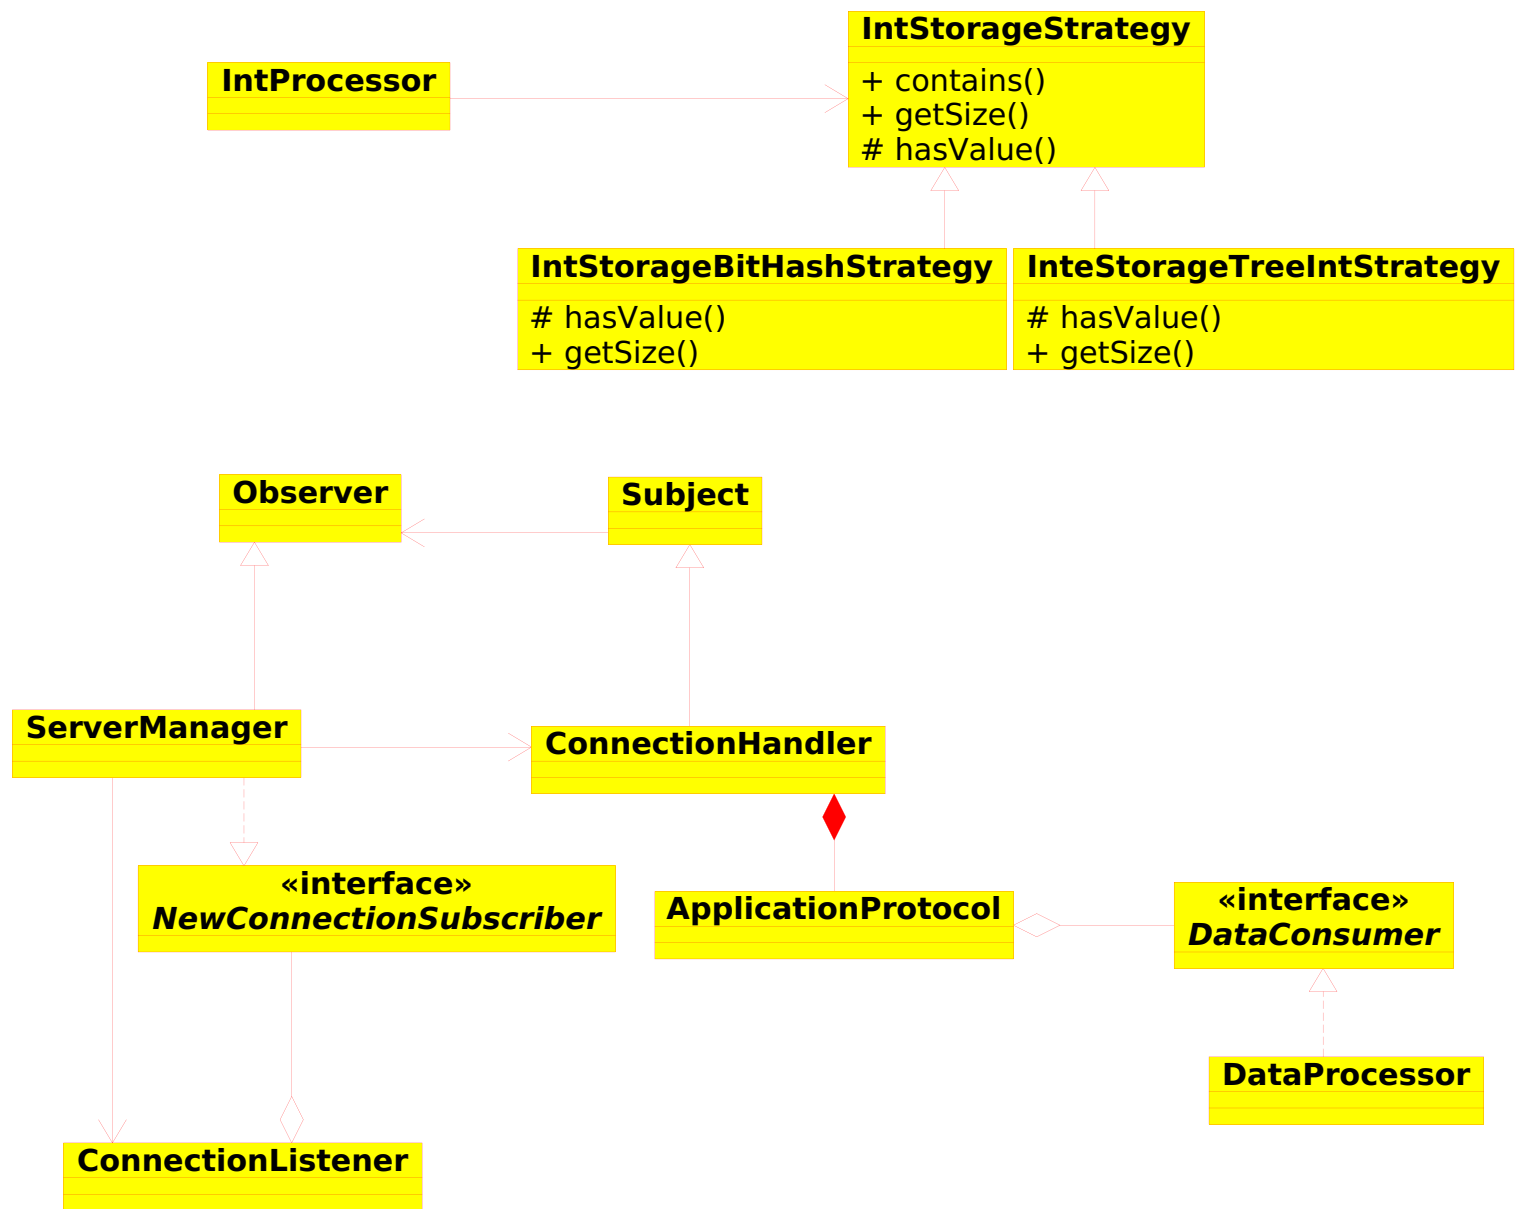 IntStorageStrategy
+ contains()
+ getSize()
# hasValue()
IntProcessor
IntStorageBitHashStrategy
# hasValue()
+ getSize()
InteStorageTreeIntStrategy
# hasValue()
+ getSize()
Observer
Subject
ServerManager
ConnectionHandler
«interface»
NewConnectionSubscriber
ApplicationProtocol
«interface»
DataConsumer
DataProcessor
ConnectionListener